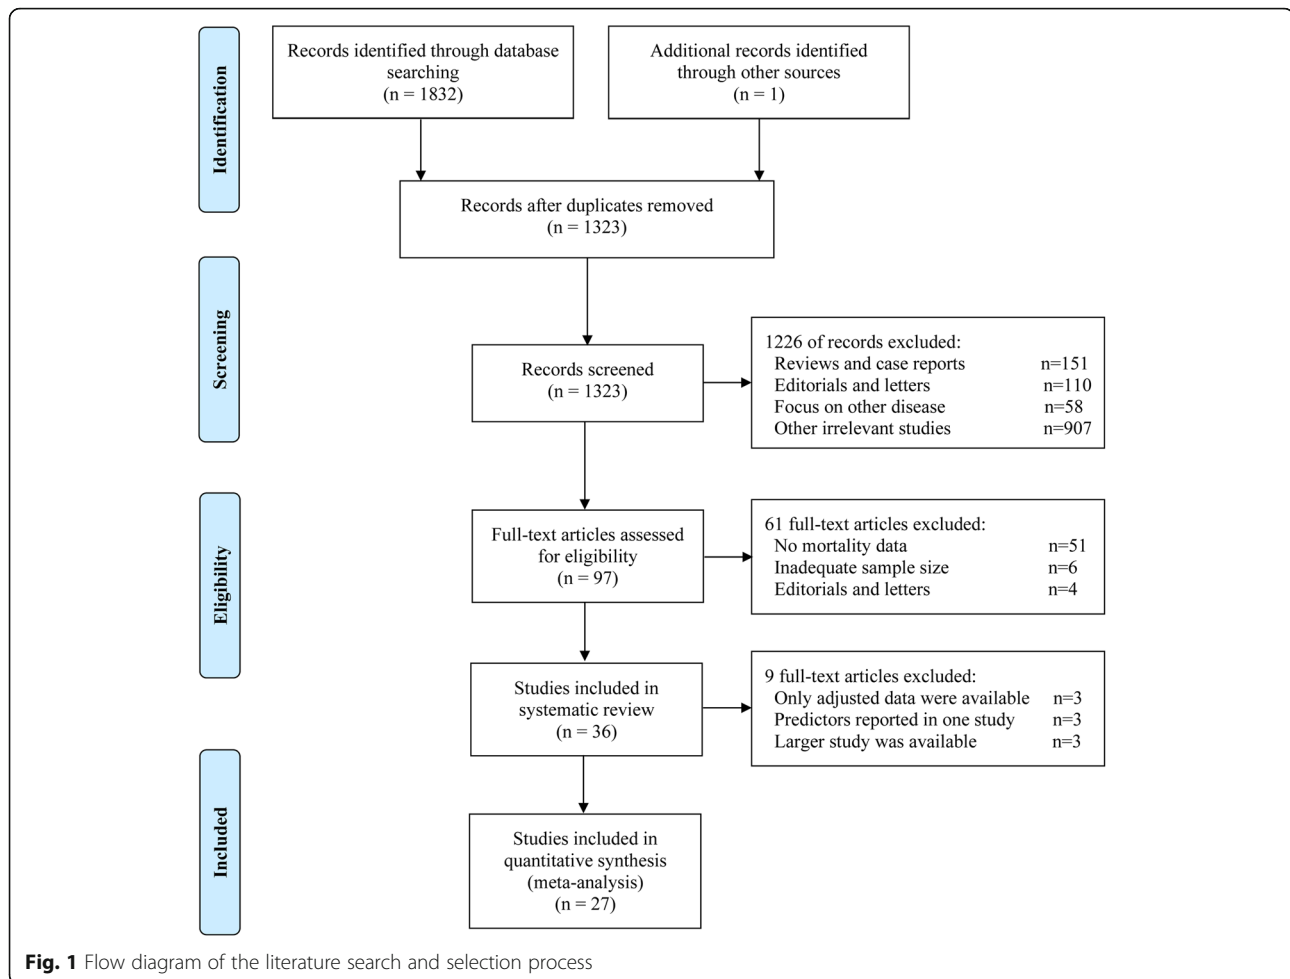 Identification
Records identified through database
searching
(n = 1832)
Additional records identified
through other sources
(n = 1)
Records after duplicates removed
(n = 1323)
Screening
Records screened
(n = 1323)
1226 of records excluded:
Reviews and case reports n=151
Editorials and letters n=110
Focus on other disease n=58
Other irrelevant studies n=907
Eligibility
Full-text articles assessed
for eligibility
(n = 97)
61 full-text articles excluded:
No mortality data n=51
Inadequate sample size n=6
Editorials and letters n=4
Studies included in
systematic review
(n = 36)
9 full-text articles excluded:
Only adjusted data were available n=3
Predictors reported in one study n=3
Larger study was available n=3
Included
Studies included in
quantitative synthesis
(meta-analysis)
(n = 27)
Fig. 1 Flow diagram of the literature search and selection process